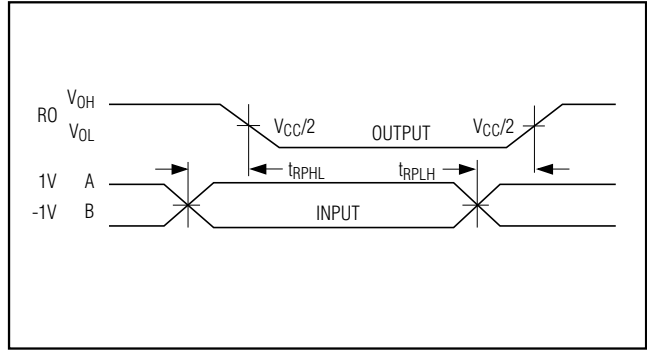 RO VOH
VOL
VCC/2 OUTPUT VCC/2
tRPHL tRPLH
1V A
-1V B INPUT